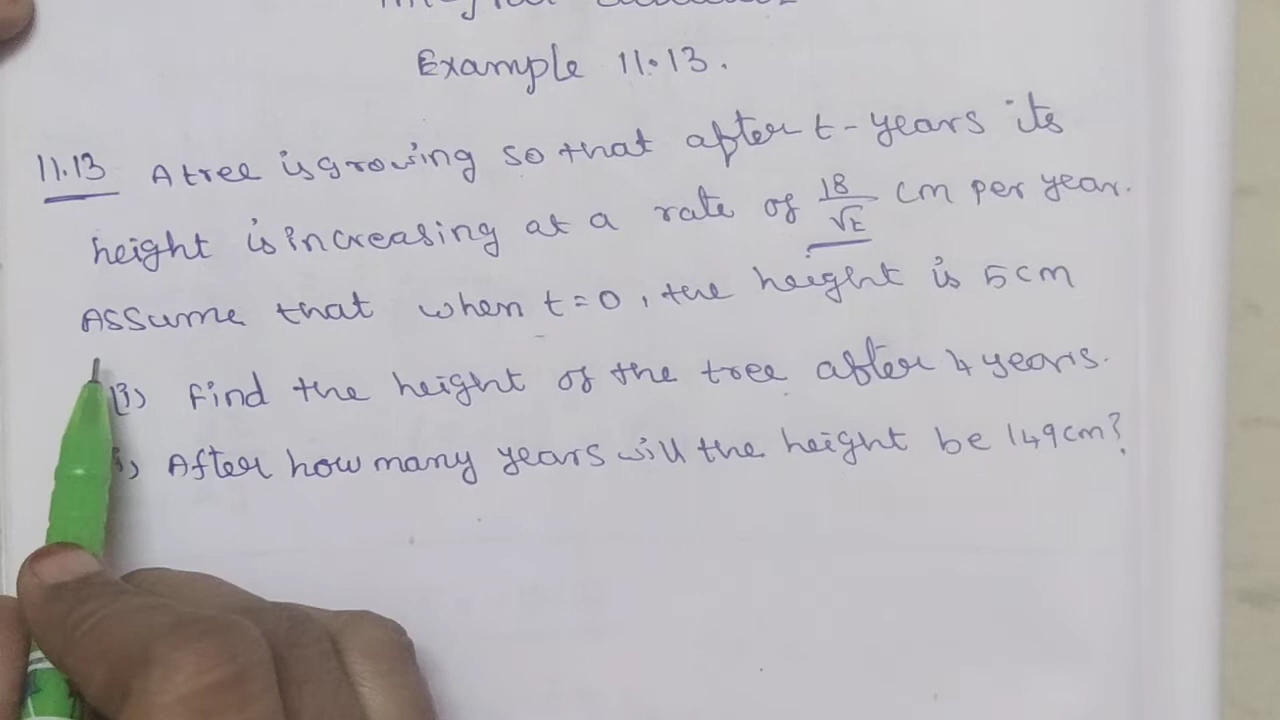 Example 11.13.
11.13 A tree is growing so that after t-years its
height is increasing at a rate of 18/√t cm per year.
Assume that when t=0, the height is 5cm
(i) Find the height of the tree after 4 years.
After how many years will the height be 149cm?